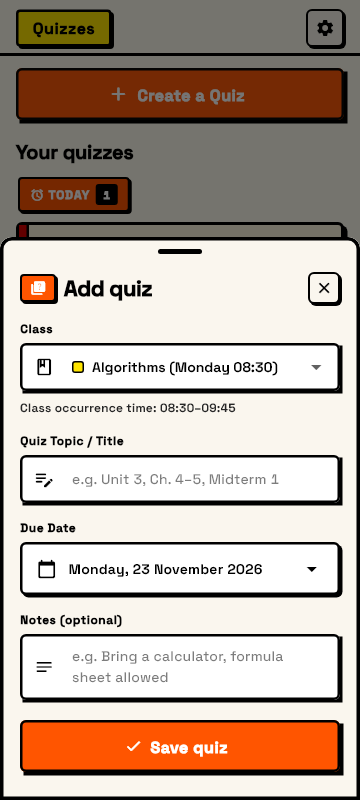 Quizzes
Create a Quiz
Your quizzes
TODAY 1
Add quiz
Class
Algorithms (Monday 08:30)
Class occurrence time: 08:30–09:45
Quiz Topic / Title
e.g. Unit 3, Ch. 4–5, Midterm 1
Due Date
Monday, 23 November 2026
Notes (optional)
e.g. Bring a calculator, formula
sheet allowed
Save quiz